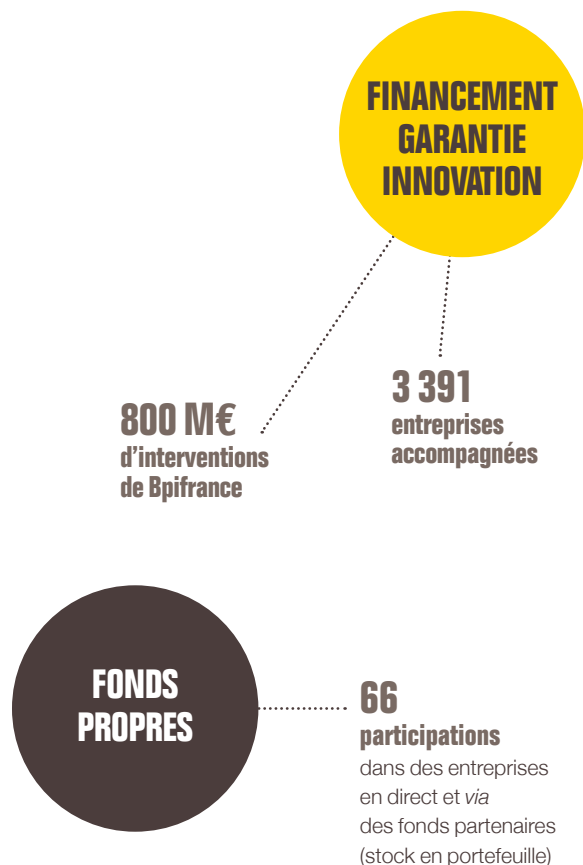 FINANCEMENT
GARANTIE
INNOVATION
800 M€
d'interventions
de Bpifrance
3 391
entreprises
accompagnées
FONDS
PROPRES
66
participations
dans des entreprises
en direct et via
des fonds partenaires
(stock en portefeuille)